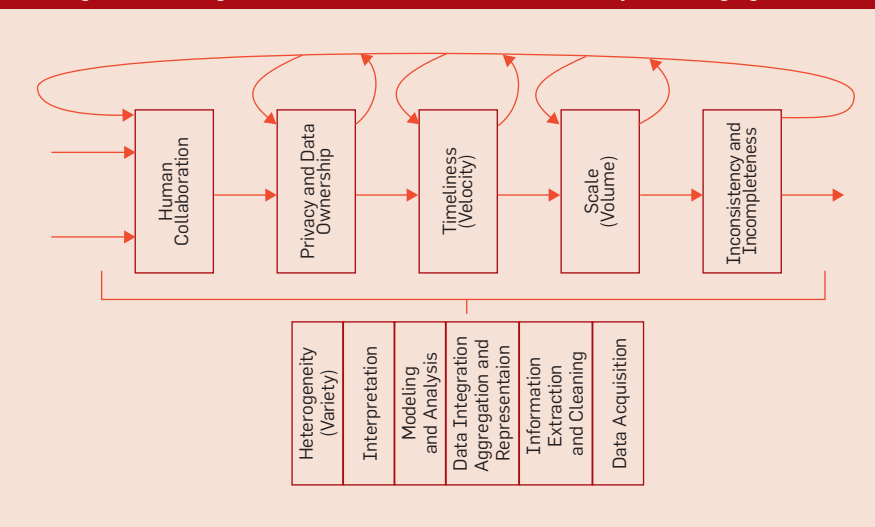 Human
Collaboration
Privacy and Data
Ownership
Timeliness
(Velocity)
Scale
(Volume)
Inconsistency and
Incompleteness
Heterogeneity
(Variety)
Interpretation
Modeling
and Analysis
Data Integration
Aggregation and
Representaion
Information
Extraction
and Cleaning
Data Acquisition